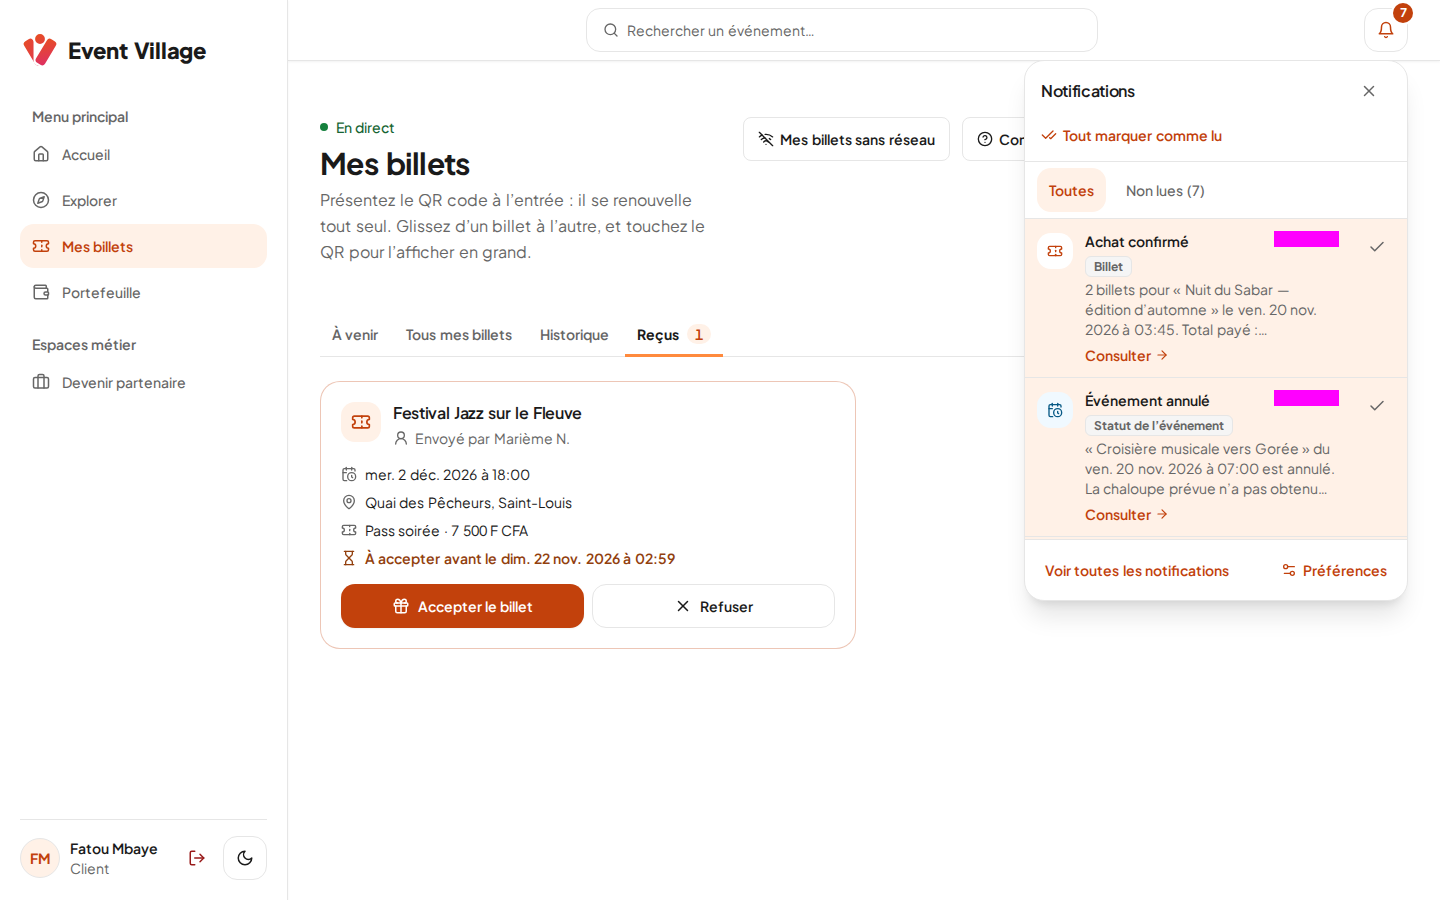 Event Village
Menu principal
Accueil
Explorer
Mes billets
Portefeuille
Espaces métier
Devenir partenaire
FM
Fatou Mbaye
Client
Rechercher un événement...
7
En direct
Mes billets
Présentez le QR code à l'entrée : il se renouvelle
tout seul. Glissez d'un billet à l'autre, et touchez le
QR pour l'afficher en grand.
Mes billets sans réseau
À venir
Tous mes billets
Historique
Reçus 1
Festival Jazz sur le Fleuve
Envoyé par Marième N.
mer. 2 déc. 2026 à 18:00
Quai des Pêcheurs, Saint-Louis
Pass soirée · 7 500 F CFA
À accepter avant le dim. 22 nov. 2026 à 02:59
Accepter le billet
Refuser
Notifications
Tout marquer comme lu
Toutes
Non lues (7)
Achat confirmé
Billet
2 billets pour « Nuit du Sabar —
édition d'automne » le ven. 20 nov.
2026 à 03:45. Total payé :...
Consulter
Événement annulé
Statut de l'événement
« Croisière musicale vers Gorée » du
ven. 20 nov. 2026 à 07:00 est annulé.
La chaloupe prévue n'a pas obtenu...
Consulter
Voir toutes les notifications
Préférences